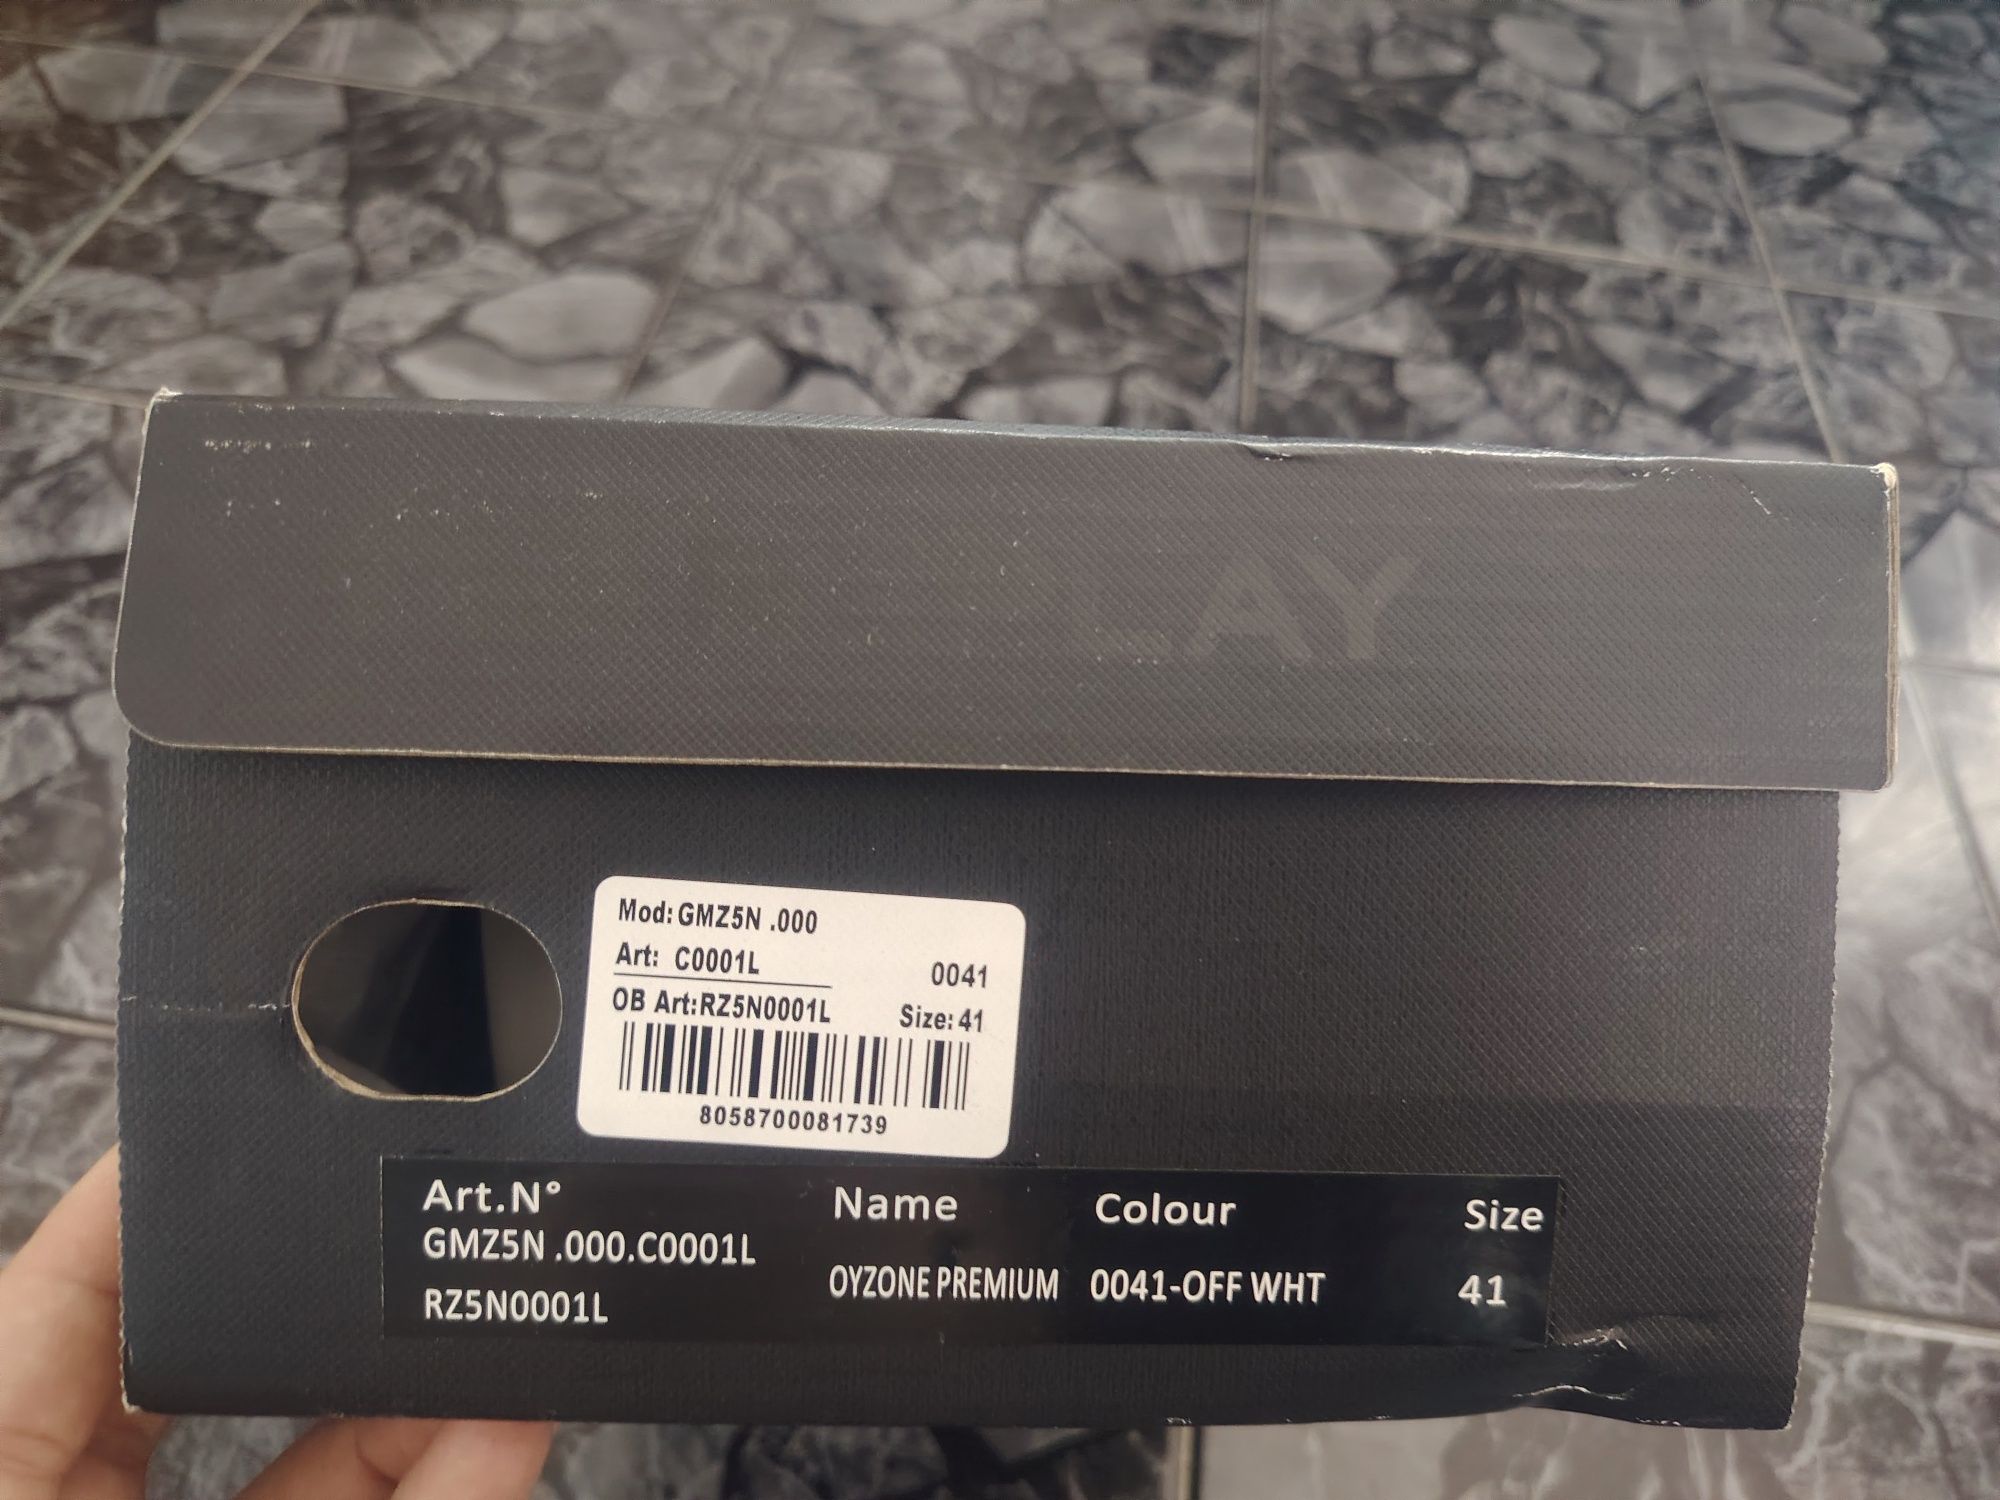 LAY
Mod: GMZ5N .000
Art: C0001L
0041
OB Art:RZ5N0001L
Size: 41
8058700081739
Art.N° Name Colour Size
GMZ5N .000.C0001L
OYZONE PREMIUM 0041-OFF WHT 41
RZ5N0001L